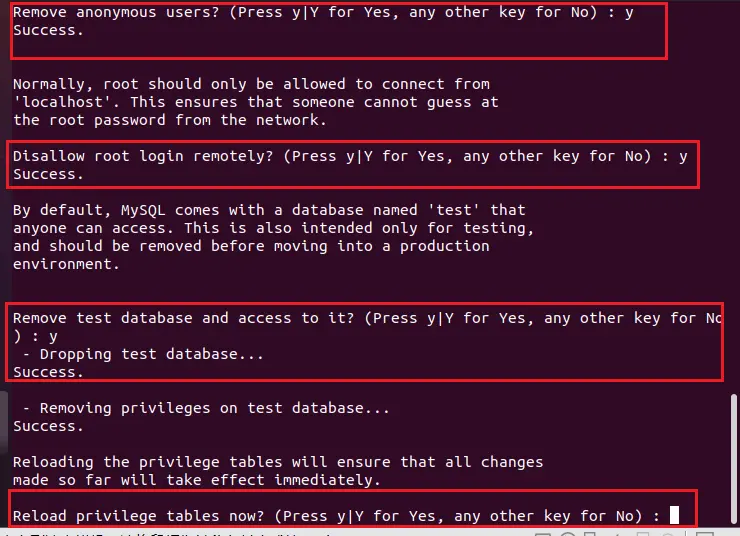 Remove anonymous users? (Press y|Y for Yes, any other key for No) : y
Success.
Normally, root should only be allowed to connect from
'localhost'. This ensures that someone cannot guess at
the root password from the network.
Disallow root login remotely? (Press y|Y for Yes, any other key for No) : y
Success.
By default, MySQL comes with a database named 'test' that
anyone can access. This is also intended only for testing,
and should be removed before moving into a production
environment.
Remove test database and access to it? (Press y|Y for Yes, any other key for No
) : y
 - Dropping test database...
Success.
 - Removing privileges on test database...
Success.
Reloading the privilege tables will ensure that all changes
made so far will take effect immediately.
Reload privilege tables now? (Press y|Y for Yes, any other key for No) :